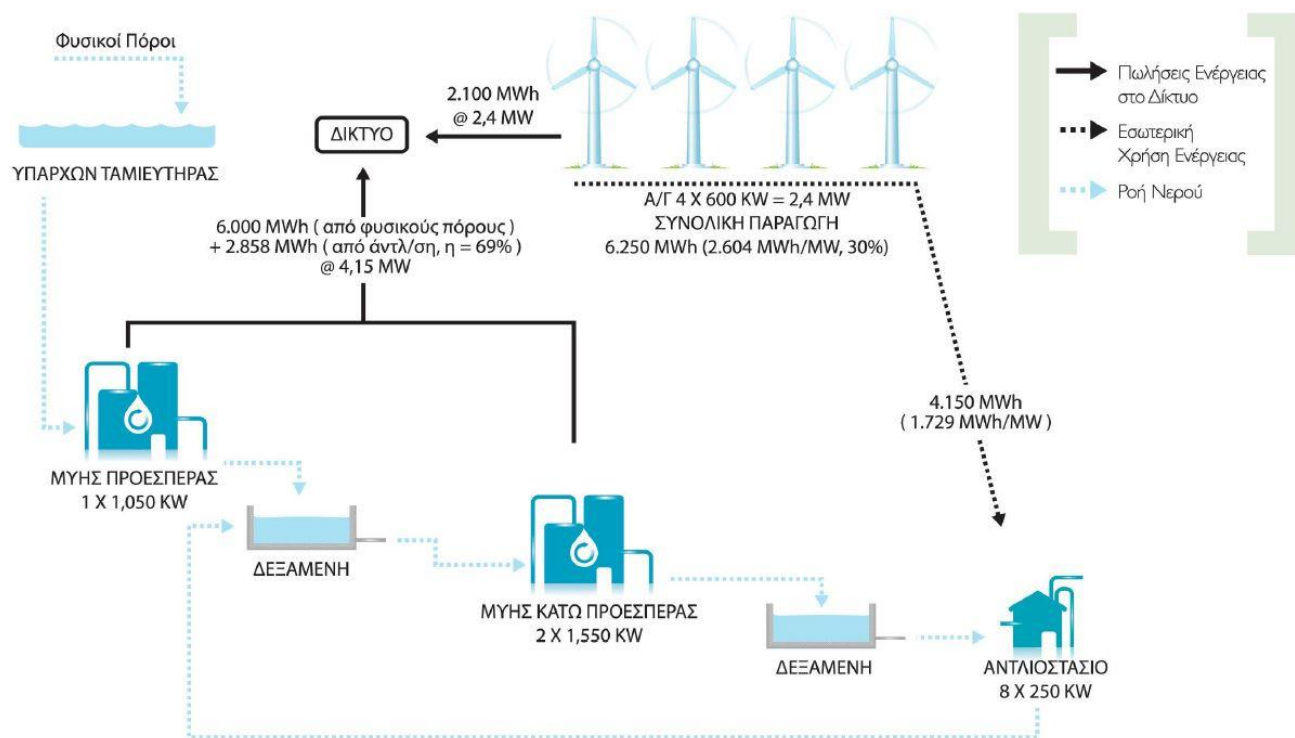 Φυσικοί Πόροι
ΥΠΑΡΧΩΝ ΤΑΜΙΕΥΤΗΡΑΣ
ΔΙΚΤΥΟ
2.100 MWh
@ 2,4 MW
Α/Γ 4 X 600 KW = 2,4 MW
ΣΥΝΟΛΙΚΗ ΠΑΡΑΓΩΓΗ
6.250 MWh (2.604 MWh/MW, 30%)
Πωλήσεις Ενέργειας
στο Δίκτυο
Εσωτερική
Χρήση Ενέργειας
Ροή Νερού
6.000 MWh ( από φυσικούς πόρους )
+ 2.858 MWh ( από άντλ/ση, η = 69% )
@ 4,15 MW
4.150 MWh
( 1.729 MWh/MW )
ΜΥΗΣ ΠΡΟΕΣΠΕΡΑΣ
1 X 1,050 KW
ΔΕΞΑΜΕΝΗ
ΜΥΗΣ ΚΑΤΩ ΠΡΟΕΣΠΕΡΑΣ
2 X 1,550 KW
ΔΕΞΑΜΕΝΗ
ΑΝΤΛΙΟΣΤΑΣΙΟ
8 X 250 KW